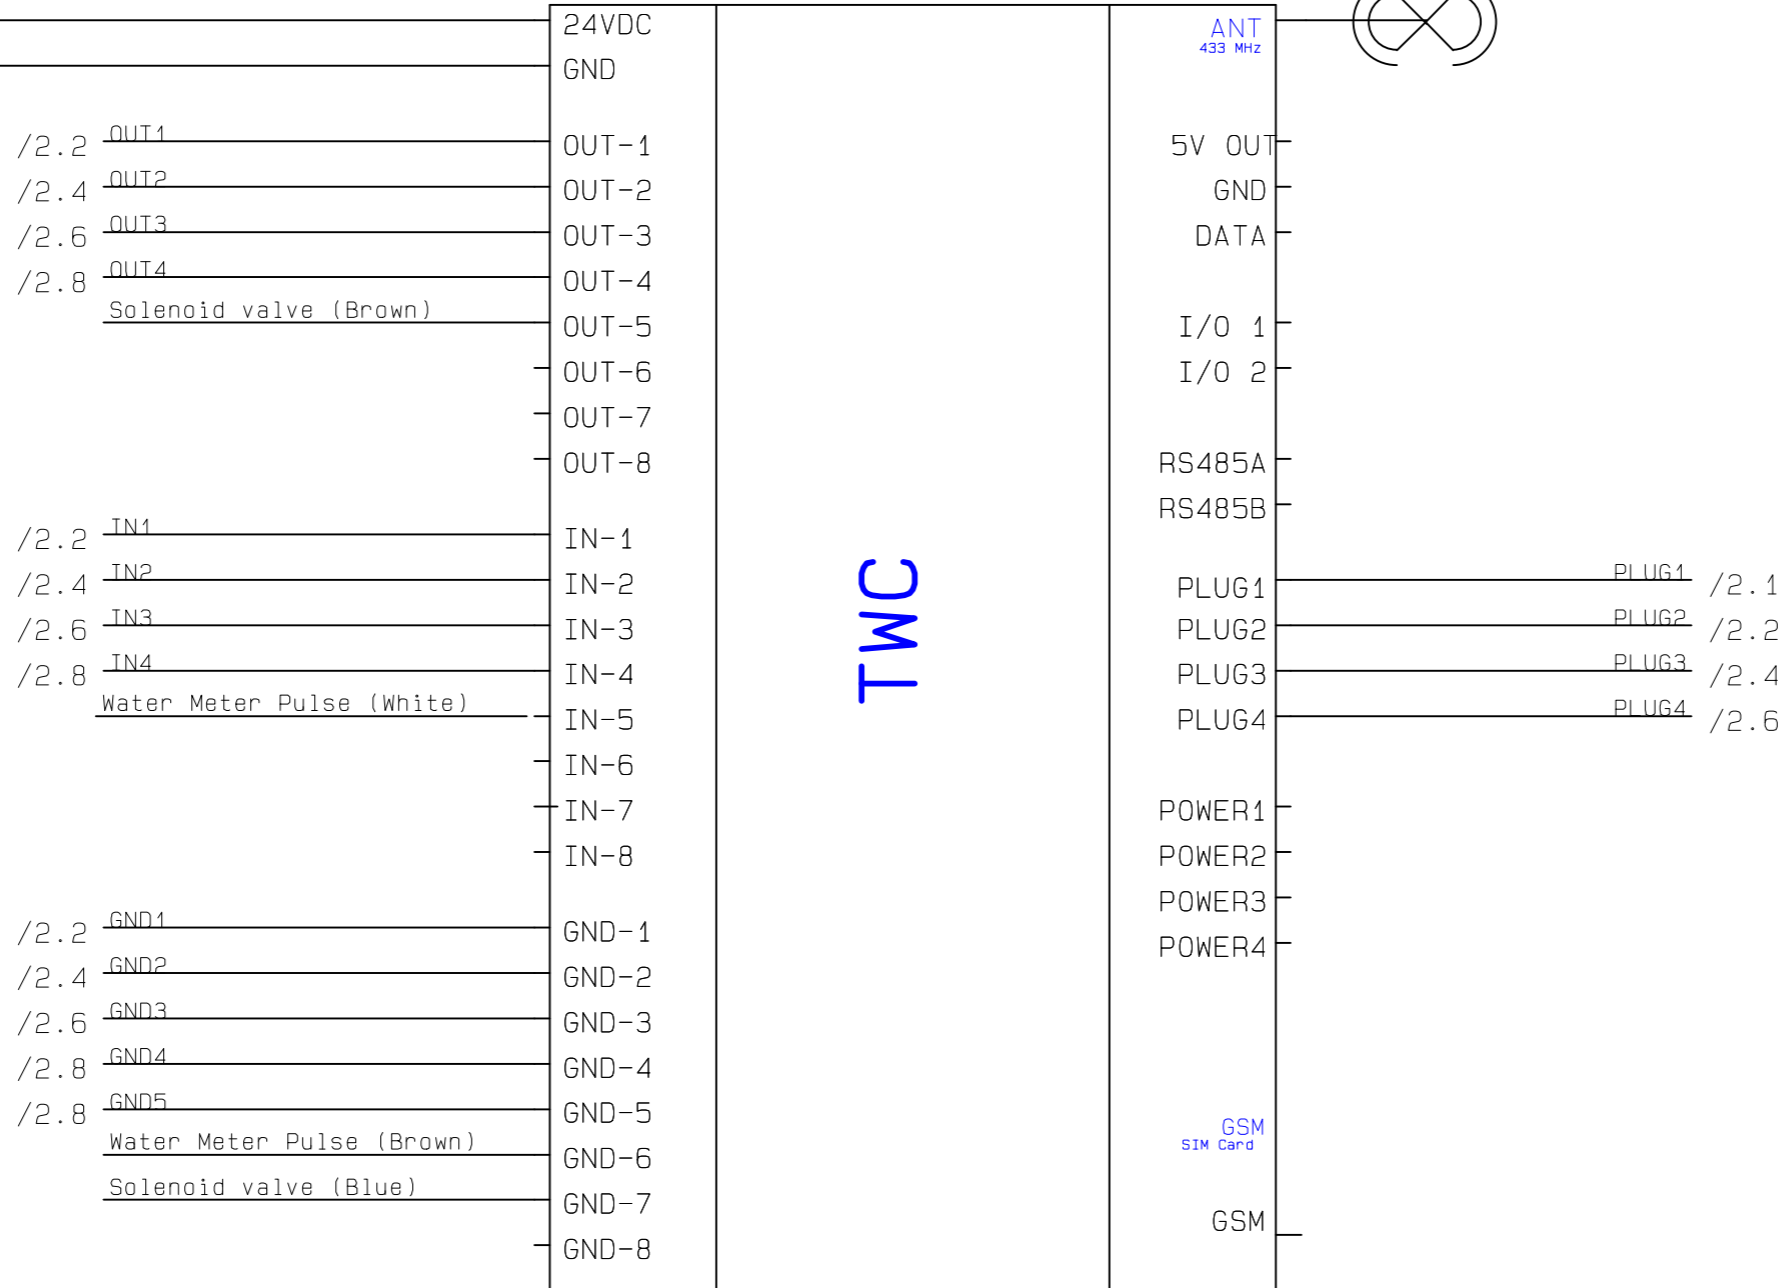 24VDC
GND
/2.2 OUT1 OUT-1
/2.4 OUT2 OUT-2
/2.6 OUT3 OUT-3
/2.8 OUT4 OUT-4
Solenoid valve (Brown) OUT-5
OUT-6
OUT-7
OUT-8
/2.2 IN1 IN-1
/2.4 IN2 IN-2
/2.6 IN3 IN-3
/2.8 IN4 IN-4
Water Meter Pulse (White) IN-5
IN-6
IN-7
IN-8
/2.2 GND1 GND-1
/2.4 GND2 GND-2
/2.6 GND3 GND-3
/2.8 GND4 GND-4
/2.8 GND5 GND-5
Water Meter Pulse (Brown) GND-6
Solenoid valve (Blue) GND-7
GND-8
TWC
ANT
433 MHz
5V OUT
GND
DATA
I/O 1
I/O 2
RS485A
RS485B
PLUG1 PLUG1 /2.1
PLUG2 PLUG2 /2.2
PLUG3 PLUG3 /2.4
PLUG4 PLUG4 /2.6
POWER1
POWER2
POWER3
POWER4
GSM
SIM Card
GSM